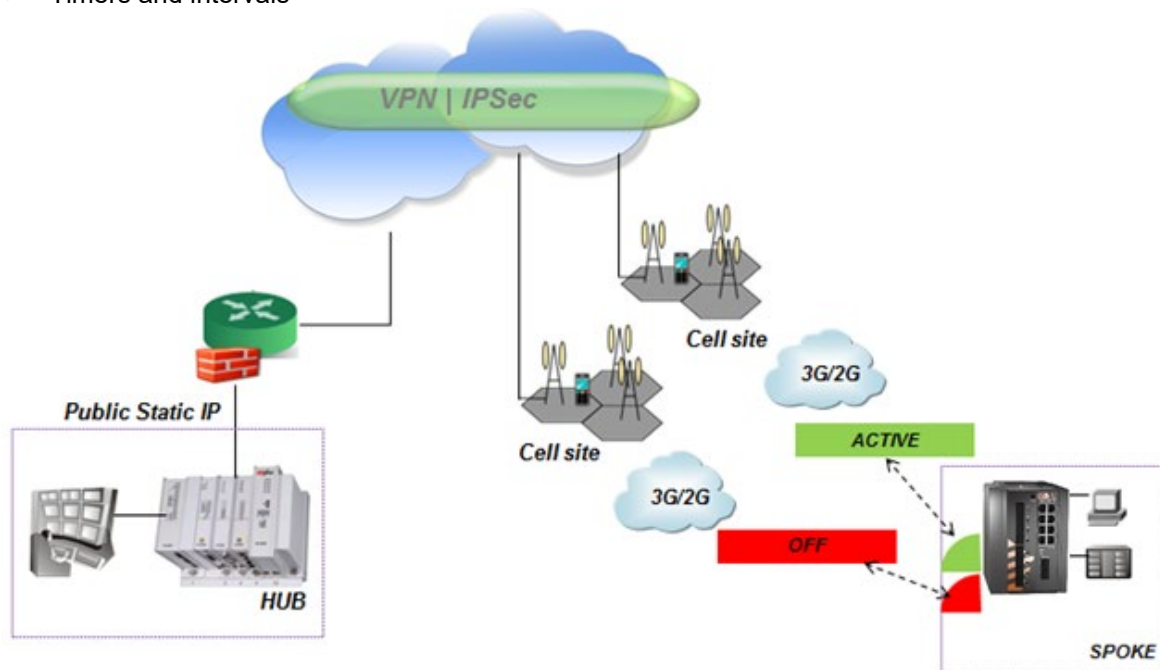 Timers and Intervals
VPN | IPSec
Cell site
3G/2G
Public Static IP
ACTIVE
Cell site
3G/2G
OFF
HUB
SPOKE